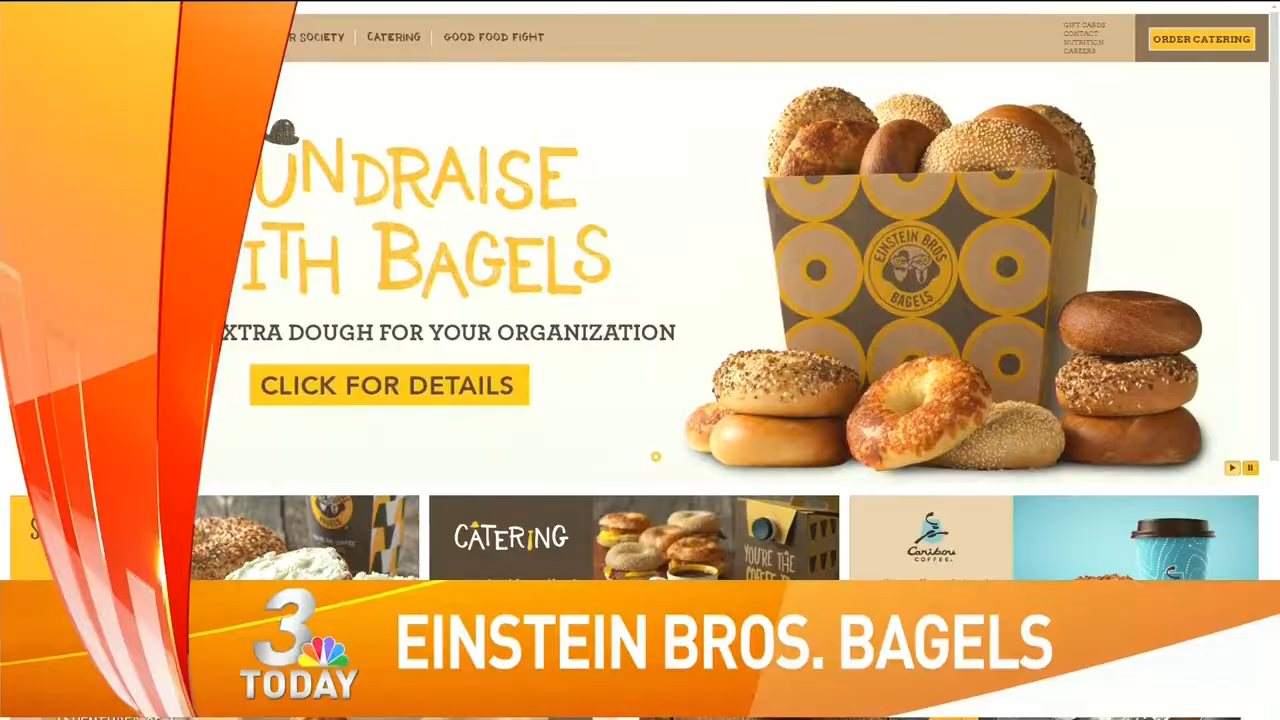 R SOCIETY
CATERING
GOOD FOOD FIGHT
GIFT CARDS
CONTACT
NUTRITION
CAREERS
ORDER CATERING
UNDRAISE
ITH BAGELS
XTRA DOUGH FOR YOUR ORGANIZATION
CLICK FOR DETAILS
EINSTEIN BROS
BAGELS
BAGELS
CATERING
YOU'RE THE
Caribou
COFFEE
3
TODAY
EINSTEIN BROS. BAGELS